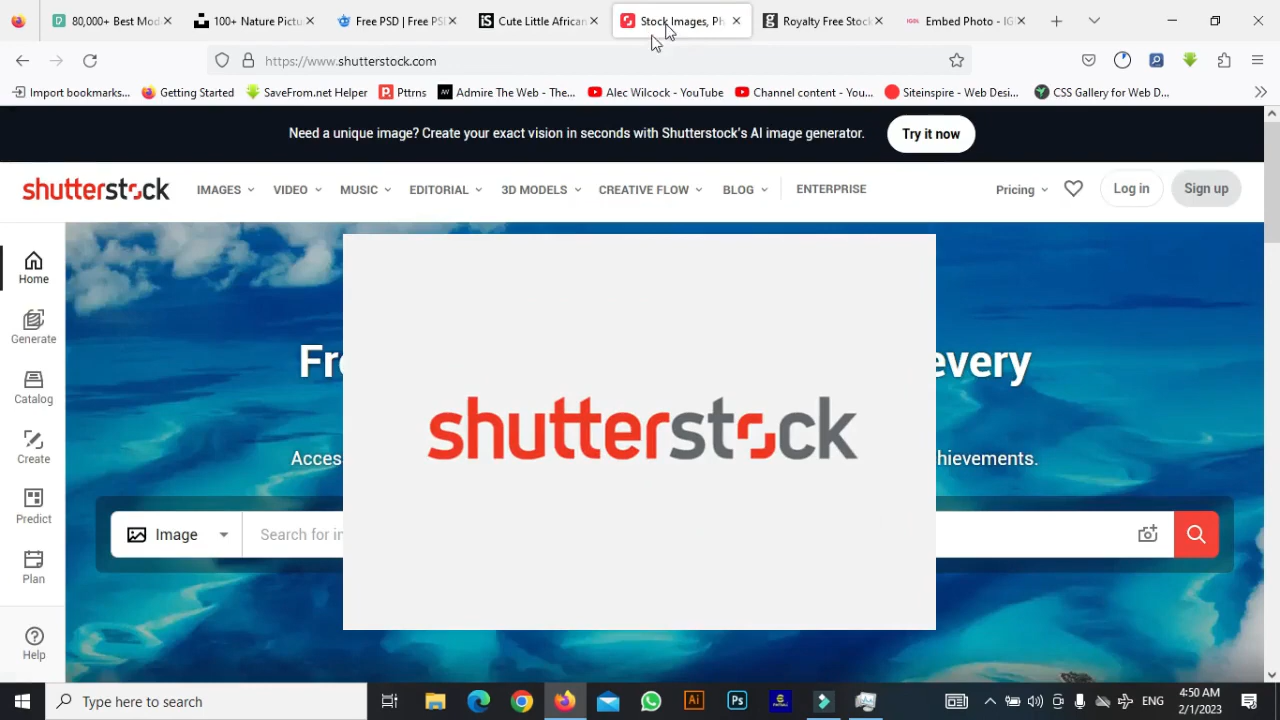 80,000+ Best Mod
100+ Nature Pictu
Free PSD | Free PS
Cute Little African
Stock Images, Ph
Royalty Free Stock
Embed Photo - IG
https://www.shutterstock.com
Import bookmarks...
Getting Started
SaveFrom.net Helper
Pttrns
Admire The Web - The...
Alec Wilcock - YouTube
Channel content - You...
Siteinspire - Web Desi...
CSS Gallery for Web D...
Need a unique image? Create your exact vision in seconds with Shutterstock's AI image generator.
Try it now
shutterstock
IMAGES
VIDEO
MUSIC
EDITORIAL
3D MODELS
CREATIVE FLOW
BLOG
ENTERPRISE
Pricing
Log in
Sign up
Home
Generate
Catalog
Create
Predict
Plan
Help
Fre
every
Acces
hievements.
shutterstock
Image
Search for im
Type here to search
Ai
Ps
ENG
4:50 AM
2/1/2023